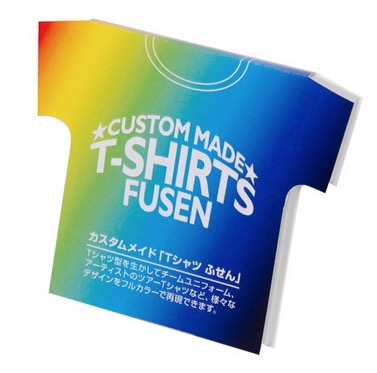 ★CUSTOM MADE★
T-SHIRTS
FUSEN
カスタムメイド「Tシャツ ふせん」
Tシャツ型を生かしてチームユニフォーム、
アーティストのツアーTシャツなど、様々な
デザインをフルカラーで再現できます。